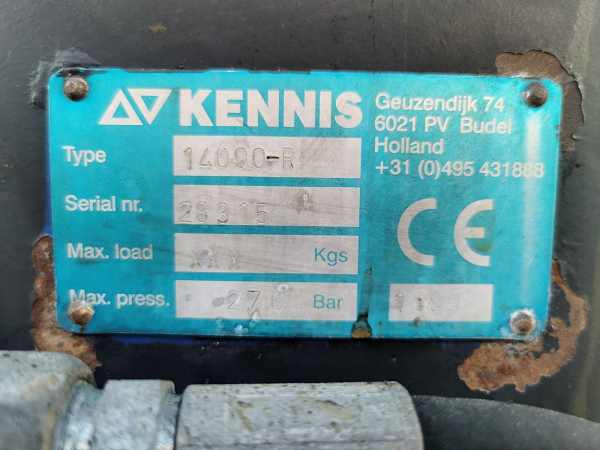 KENNIS
Geuzendijk 74
6021 PV Budel
Holland
+31 (0)495 431888
Type 14000-R
Serial nr. 28315
Max. load xxx Kgs
Max. press. Bar
CE